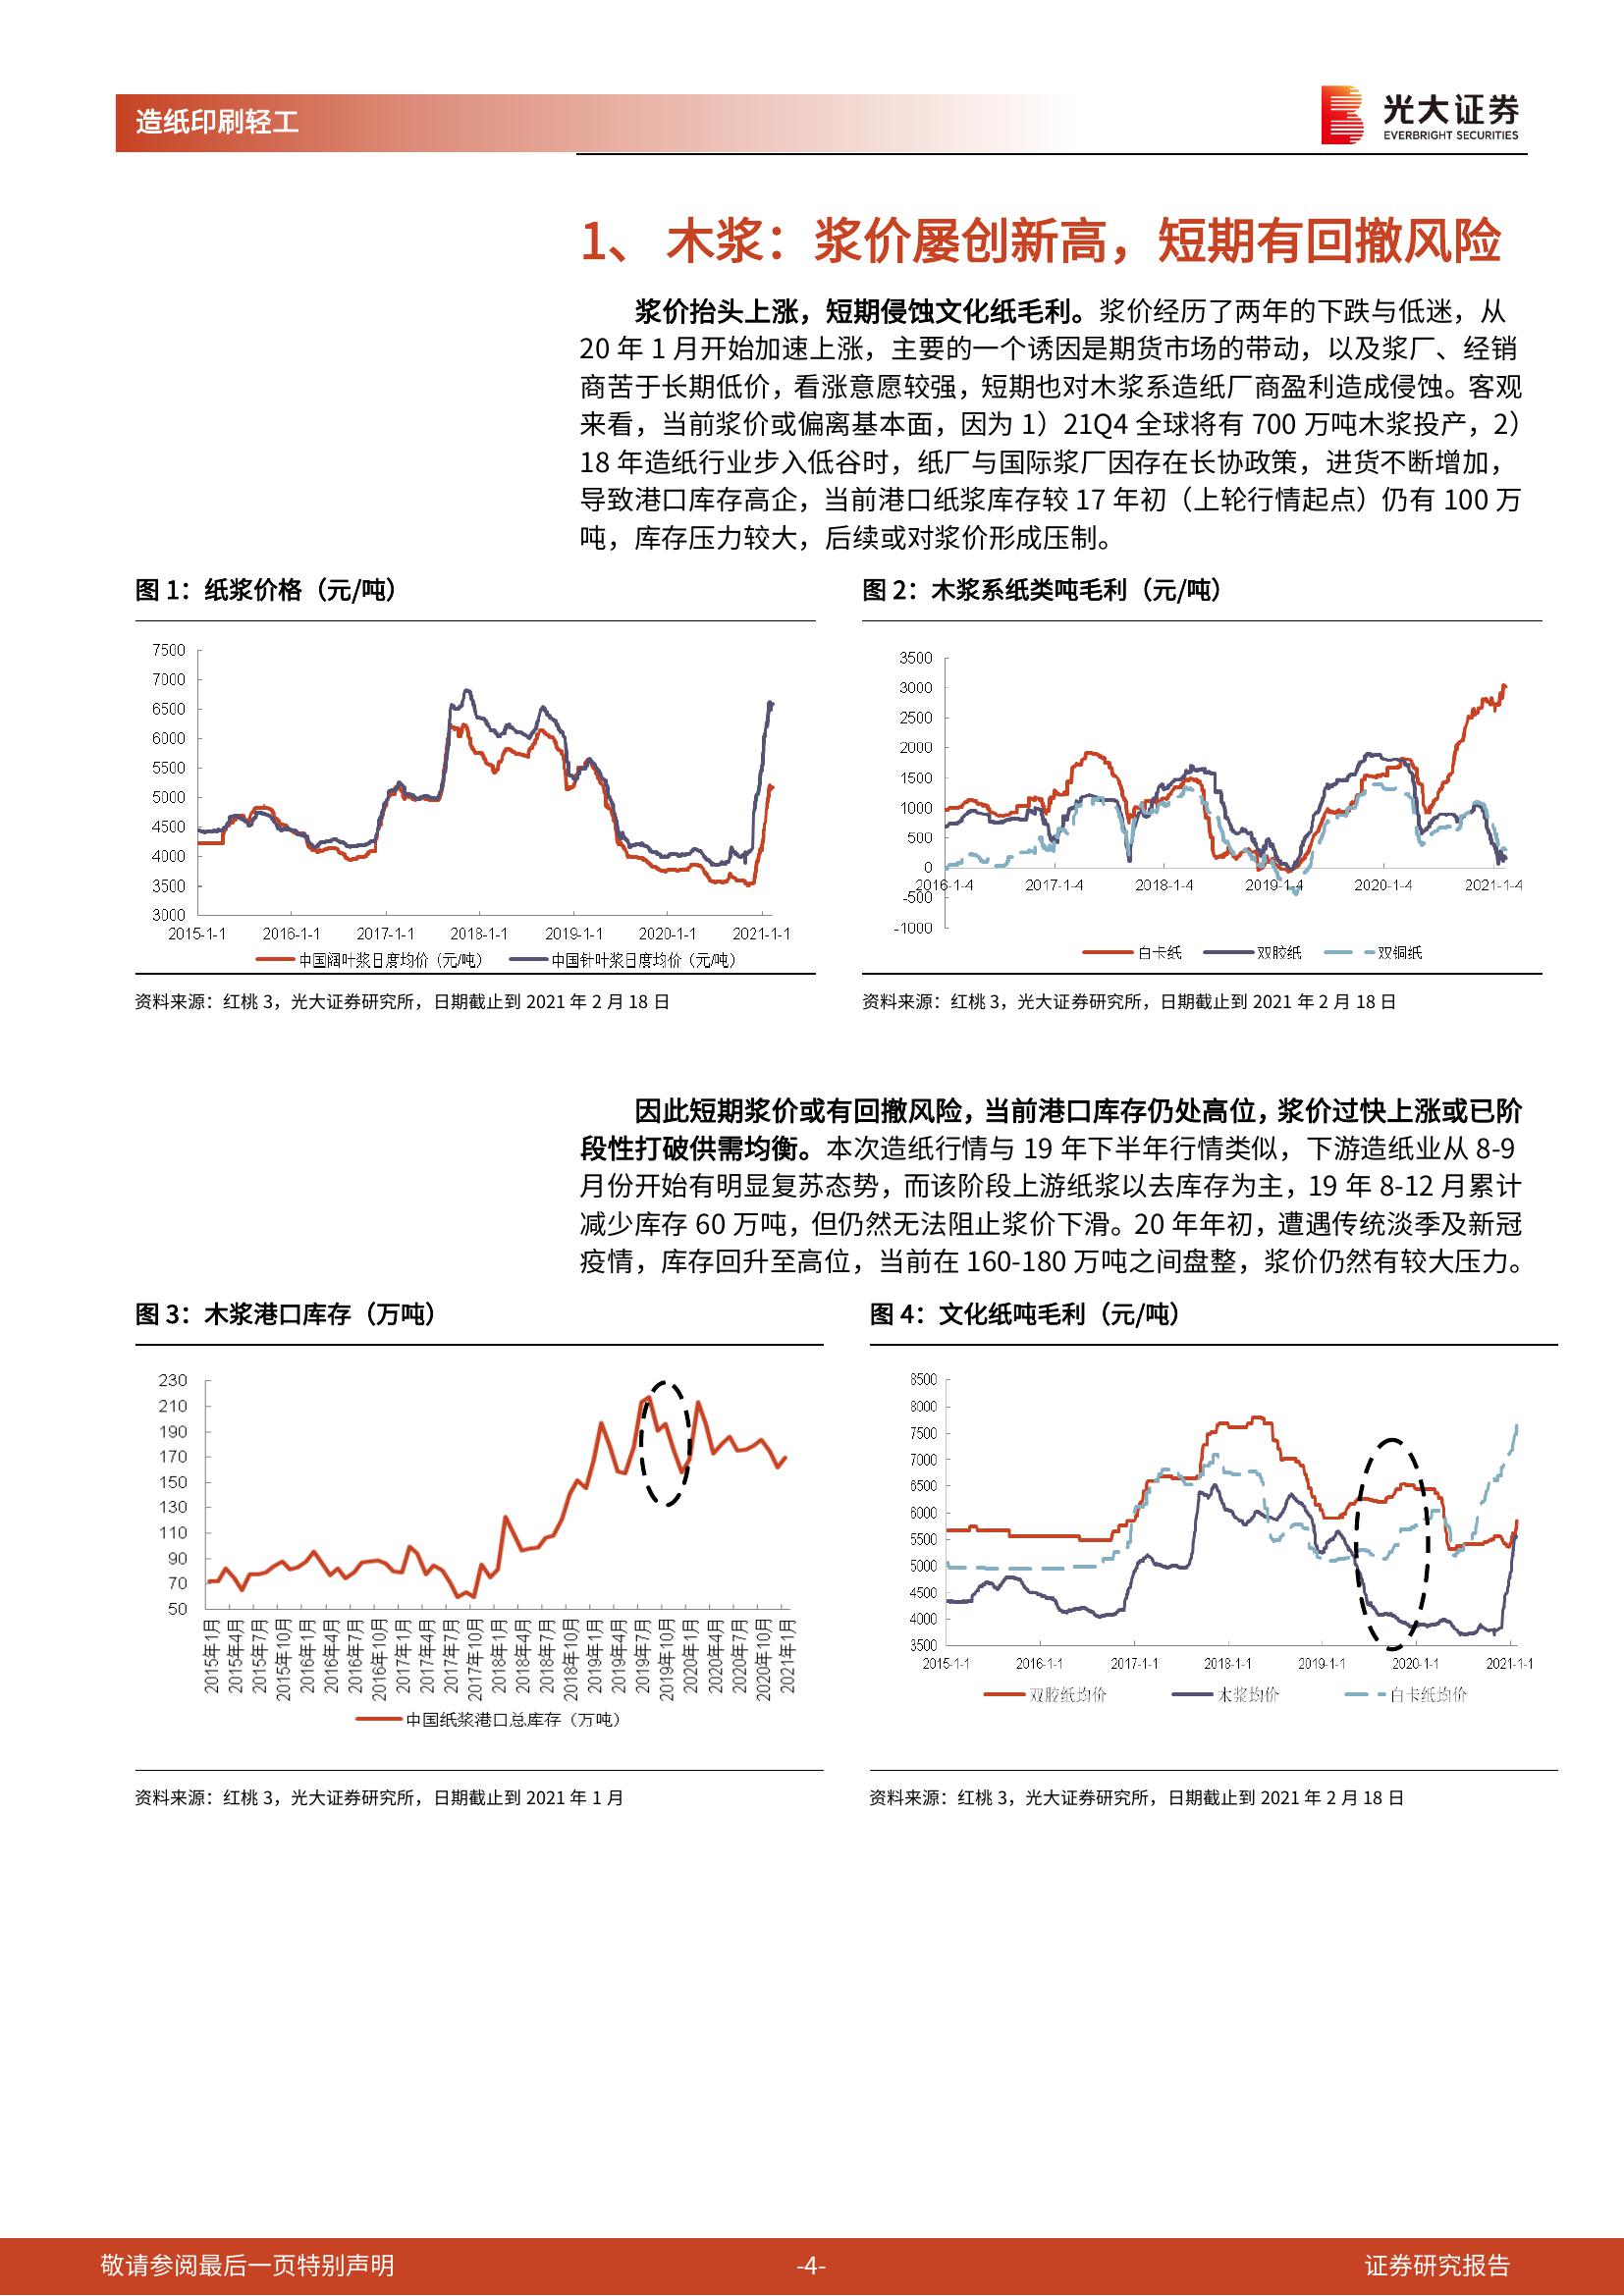 造纸印刷轻工
光大证券
EVERBRIGHT SECURITIES
1、 木浆：浆价屡创新高，短期有回撤风险
浆价抬头上涨，短期侵蚀文化纸毛利。浆价经历了两年的下跌与低迷，从
20 年 1 月开始加速上涨，主要的一个诱因是期货市场的带动，以及浆厂、经销
商苦于长期低价，看涨意愿较强，短期也对木浆系造纸厂商盈利造成侵蚀。客观
来看，当前浆价或偏离基本面，因为 1）21Q4 全球将有 700 万吨木浆投产，2）
18 年造纸行业步入低谷时，纸厂与国际浆厂因存在长协政策，进货不断增加，
导致港口库存高企，当前港口纸浆库存较 17 年初（上轮行情起点）仍有 100 万
吨，库存压力较大，后续或对浆价形成压制。
图 1：纸浆价格（元/吨）
7500
7000
6500
6000
5500
5000
4500
4000
3500
3000
2015-1-1 2016-1-1 2017-1-1 2018-1-1 2019-1-1 2020-1-1 2021-1-1
中国阔叶浆日度均价（元/吨） 中国针叶浆日度均价（元/吨）
资料来源：红桃 3，光大证券研究所，日期截止到 2021 年 2 月 18 日
图 2：木浆系纸类吨毛利（元/吨）
3500
3000
2500
2000
1500
1000
500
0
-500
-1000
2016-1-4 2017-1-4 2018-1-4 2019-1-4 2020-1-4 2021-1-4
白卡纸 双胶纸 双铜纸
资料来源：红桃 3，光大证券研究所，日期截止到 2021 年 2 月 18 日
因此短期浆价或有回撤风险，当前港口库存仍处高位，浆价过快上涨或已阶
段性打破供需均衡。本次造纸行情与 19 年下半年行情类似，下游造纸业从 8-9
月份开始有明显复苏态势，而该阶段上游纸浆以去库存为主，19 年 8-12 月累计
减少库存 60 万吨，但仍然无法阻止浆价下滑。20 年年初，遭遇传统淡季及新冠
疫情，库存回升至高位，当前在 160-180 万吨之间盘整，浆价仍然有较大压力。
图 3：木浆港口库存（万吨）
230
210
190
170
150
130
110
90
70
50
2015年1月 2015年4月 2015年7月 2015年10月 2016年1月 2016年4月 2016年7月 2016年10月 2017年1月 2017年4月 2017年7月 2017年10月 2018年1月 2018年4月 2018年7月 2018年10月 2019年1月 2019年4月 2019年7月 2019年10月 2020年1月 2020年4月 2020年7月 2020年10月 2021年1月
中国纸浆港口总库存（万吨）
资料来源：红桃 3，光大证券研究所，日期截止到 2021 年 1 月
图 4：文化纸吨毛利（元/吨）
8500
8000
7500
7000
6500
6000
5500
5000
4500
4000
3500
2015-1-1 2016-1-1 2017-1-1 2018-1-1 2019-1-1 2020-1-1 2021-1-1
双胶纸均价 木浆均价 白卡纸均价
资料来源：红桃 3，光大证券研究所，日期截止到 2021 年 2 月 18 日
敬请参阅最后一页特别声明 -4- 证券研究报告